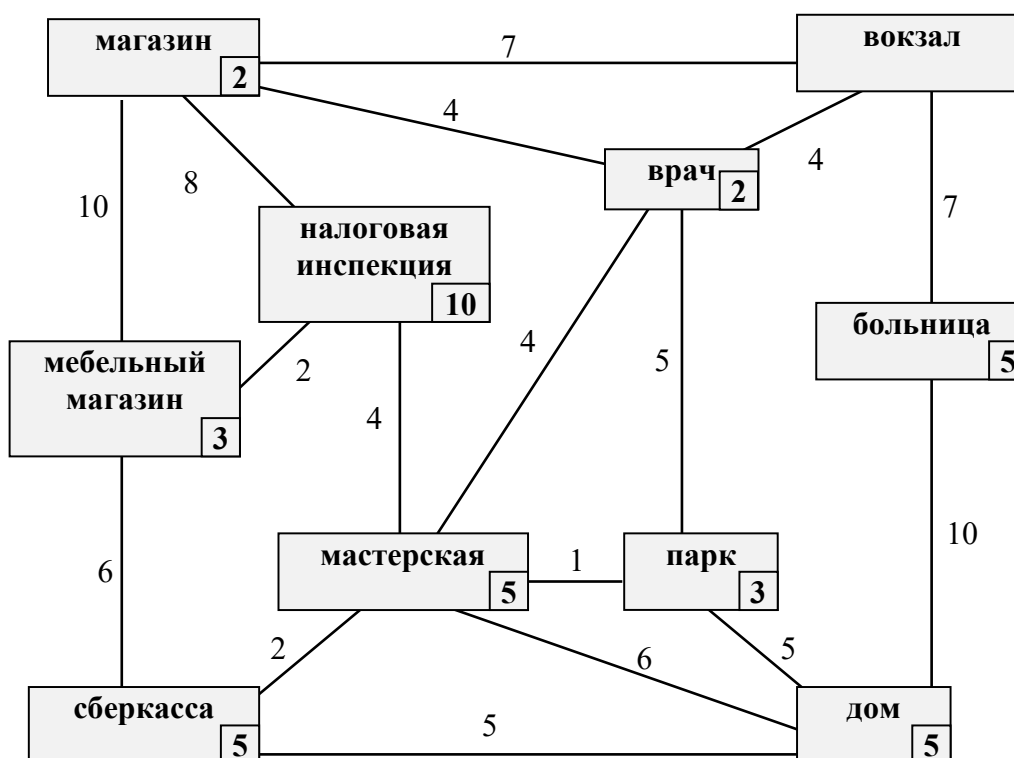 магазин
2
7
вокзал
4
врач
2
4
10
8
налоговая
инспекция
10
7
больница
5
мебельный
магазин
3
2
4
4
5
6
мастерская
5
1
парк
3
10
2
6
5
сберкасса
5
5
дом
5